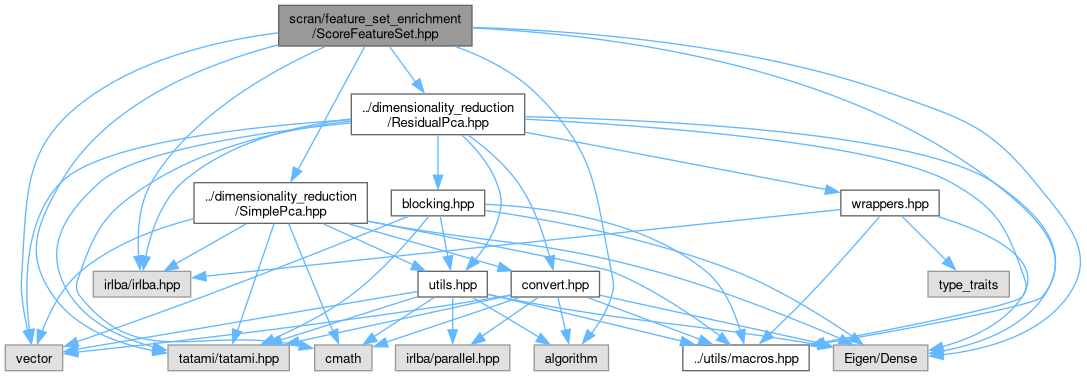 scran/feature_set_enrichment
/ScoreFeatureSet.hpp
../dimensionality_reduction
/ResidualPca.hpp
../dimensionality_reduction
/SimplePca.hpp
blocking.hpp
wrappers.hpp
irlba/irlba.hpp
utils.hpp
convert.hpp
type_traits
vector
tatami/tatami.hpp
cmath
irlba/parallel.hpp
algorithm
../utils/macros.hpp
Eigen/Dense